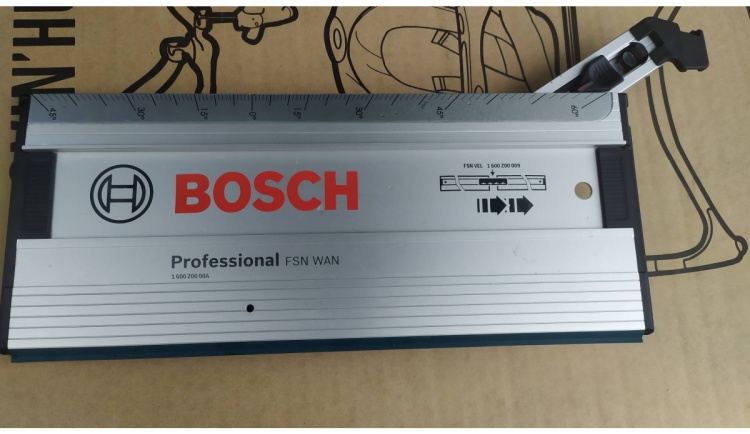 45° 30° 15° 0° 15° 30° 45° 60°
FSN VEL 1 600 Z00 009
BOSCH
Professional FSN WAN
1 600 Z00 00A